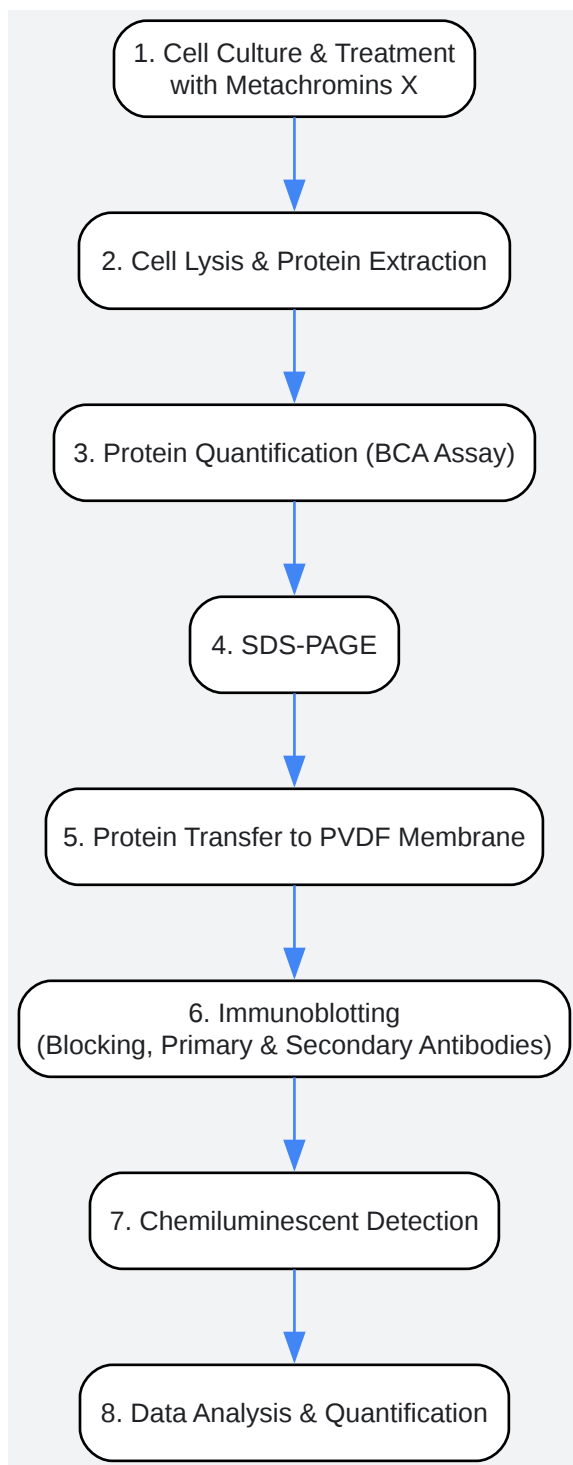 1. Cell Culture & Treatment
with Metachromins X
2. Cell Lysis & Protein Extraction
3. Protein Quantification (BCA Assay)
4. SDS-PAGE
5. Protein Transfer to PVDF Membrane
6. Immunoblotting
(Blocking, Primary & Secondary Antibodies)
7. Chemiluminescent Detection
8. Data Analysis & Quantification